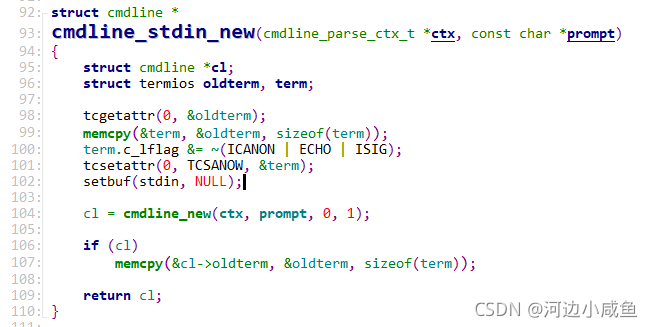 92: struct cmdline *
93: cmdline_stdin_new(cmdline_parse_ctx_t *ctx, const char *prompt)
94: {
95:     struct cmdline *cl;
96:     struct termios oldterm, term;
97:
98:     tcgetattr(0, &oldterm);
99:     memcpy(&term, &oldterm, sizeof(term));
100:     term.c_lflag &= ~(ICANON | ECHO | ISIG);
101:     tcsetattr(0, TCSANOW, &term);
102:     setbuf(stdin, NULL);
103:
104:     cl = cmdline_new(ctx, prompt, 0, 1);
105:
106:     if (cl)
107:         memcpy(&cl->oldterm, &oldterm, sizeof(term));
108:
109:     return cl;
110: }
CSDN @河边小咸鱼